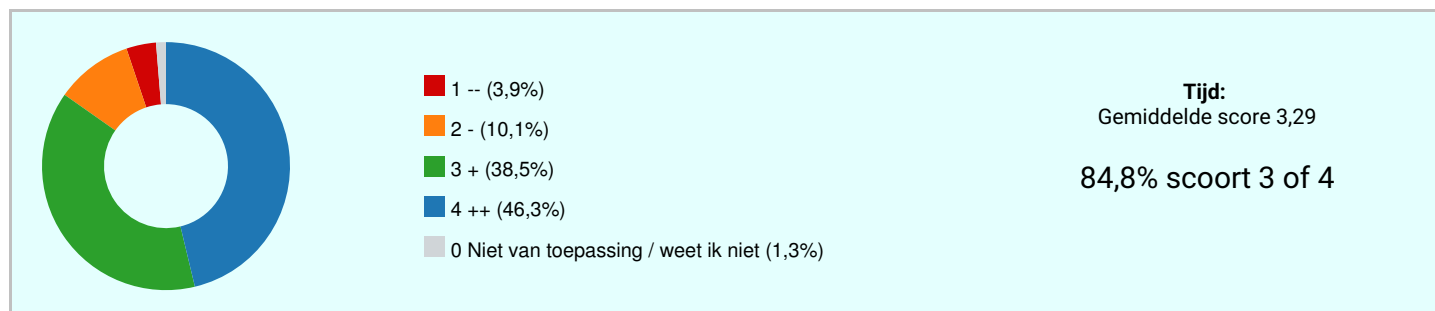 1 -- (3,9%)
2 - (10,1%)
3 + (38,5%)
4 ++ (46,3%)
0 Niet van toepassing / weet ik niet (1,3%)
Tijd:
Gemiddelde score 3,29
84,8% scoort 3 of 4